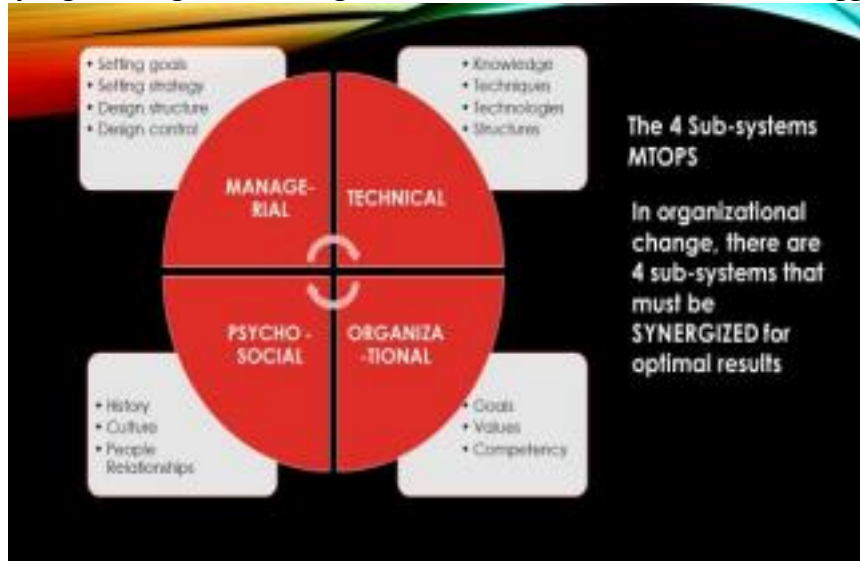 • Setting goals
• Setting strategy
• Design structure
• Design control
• Knowledge
• Techniques
• Technologies
• Structures
MANAGE-
RIAL
TECHNICAL
PSYCHO -
SOCIAL
ORGANIZA
-TIONAL
• History
• Culture
• People
Relationships
• Goals
• Values
• Competency
The 4 Sub-systems
MTOPS
In organizational
change, there are
4 sub-systems that
must be
SYNERGIZED for
optimal results